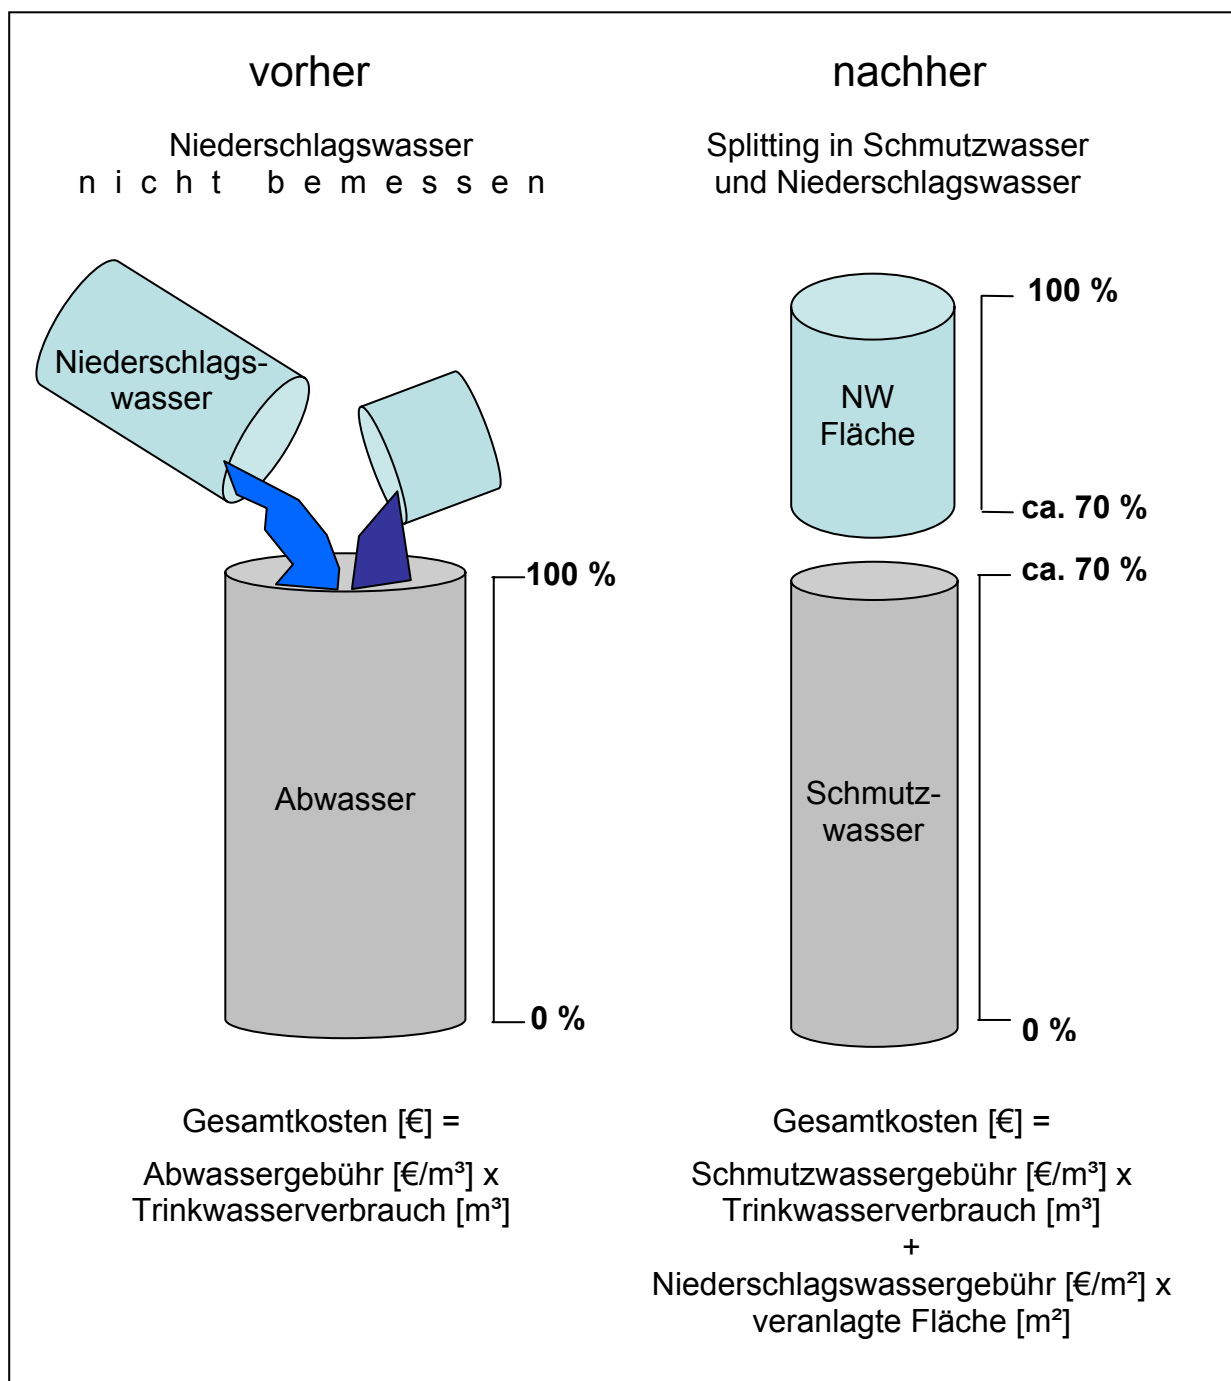 vorher
Niederschlagswasser
n i c h t  b e m e s s e n
Niederschlags-
wasser
100 %
Abwasser
0 %
Gesamtkosten [€] =
Abwassergebühr [€/m³] x
Trinkwasserverbrauch [m³]
nachher
Splitting in Schmutzwasser
und Niederschlagswasser
100 %
NW
Fläche
ca. 70 %
ca. 70 %
Schmutz-
wasser
0 %
Gesamtkosten [€] =
Schmutzwassergebühr [€/m³] x
Trinkwasserverbrauch [m³]
+
Niederschlagswassergebühr [€/m²] x
veranlagte Fläche [m²]